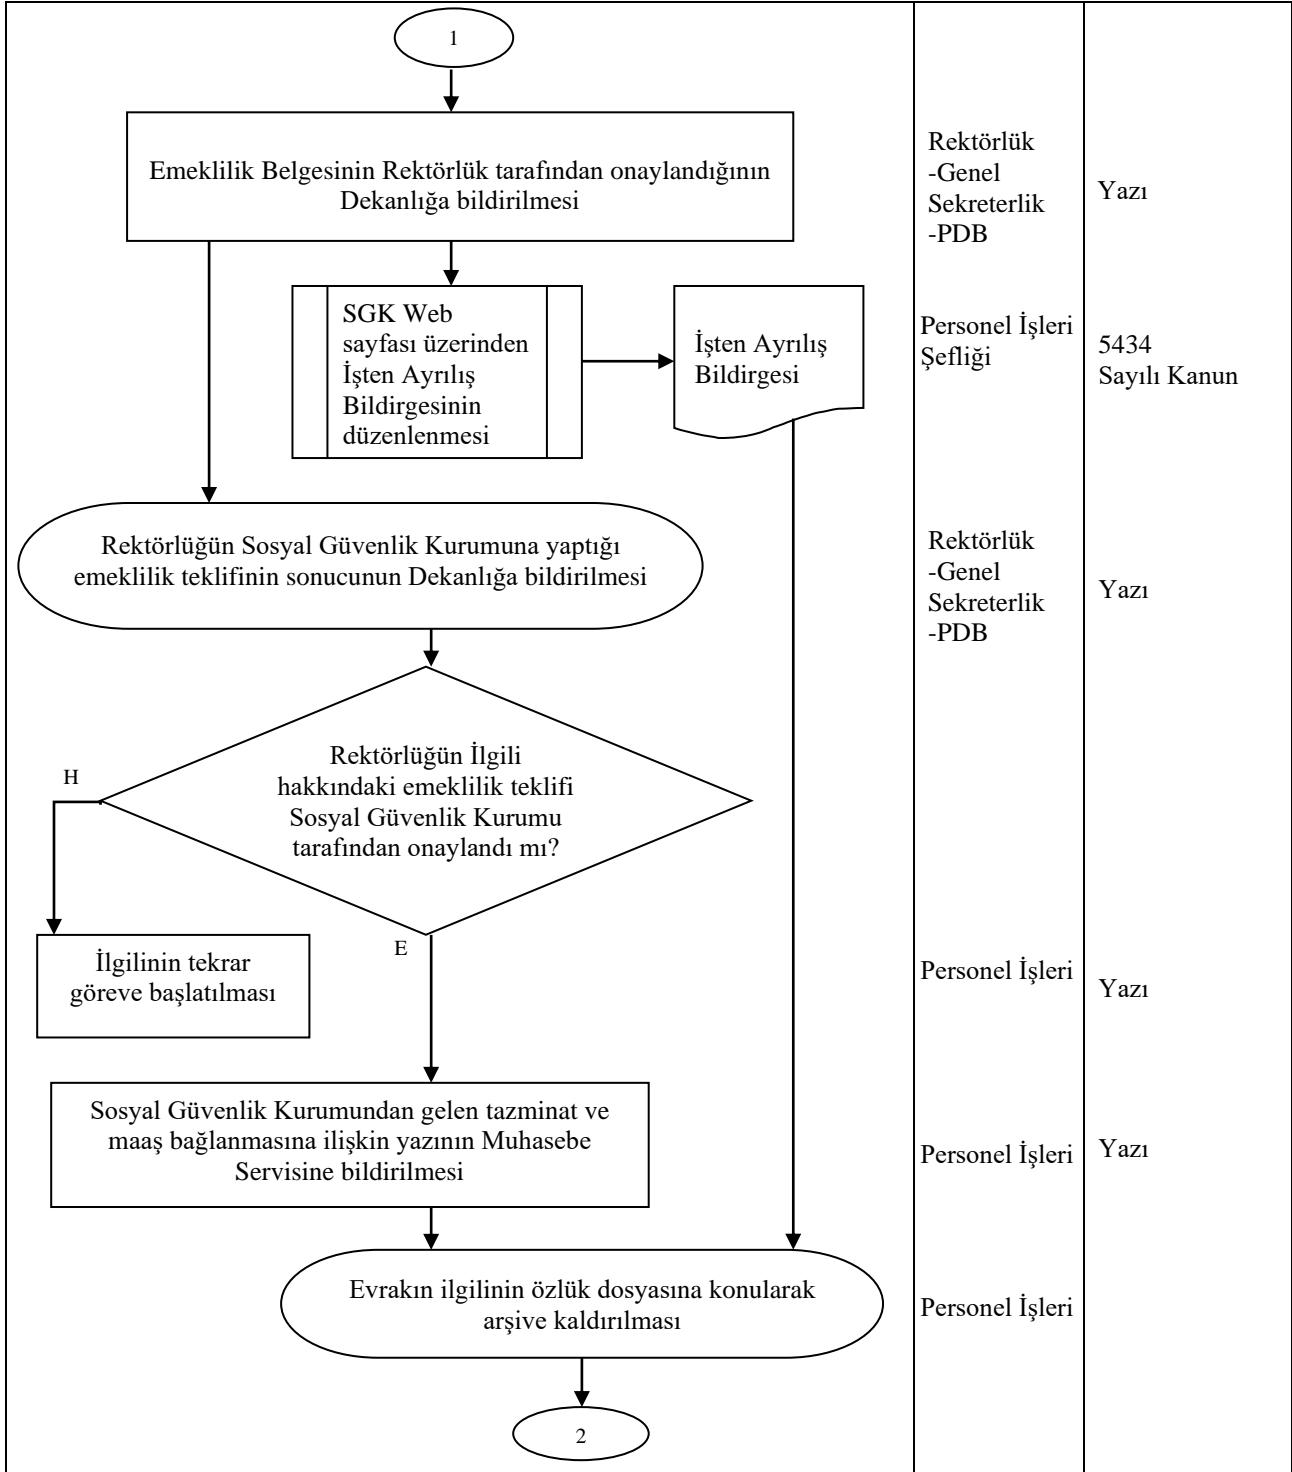 1
Emeklilik Belgesinin Rektörlük tarafından onaylandığının
Dekanlığa bildirilmesi
Rektörlük
-Genel
Sekreterlik
-PDB
Yazı
SGK Web
sayfası üzerinden
İşten Ayrılış
Bildirgesinin
düzenlenmesi
İşten Ayrılış
Bildirgesi
Personel İşleri
Şefliği
5434
Sayılı Kanun
Rektörlüğün Sosyal Güvenlik Kurumuna yaptığı
emeklilik teklifinin sonucunun Dekanlığa bildirilmesi
Rektörlük
-Genel
Sekreterlik
-PDB
Yazı
Rektörlüğün İlgili
hakkındaki emeklilik teklifi
Sosyal Güvenlik Kurumu
tarafından onaylandı mı?
H
E
İlgilinin tekrar
göreve başlatılması
Personel İşleri
Yazı
Sosyal Güvenlik Kurumundan gelen tazminat ve
maaş bağlanmasına ilişkin yazının Muhasebe
Servisine bildirilmesi
Personel İşleri
Yazı
Evrakın ilgilinin özlük dosyasına konularak
arşive kaldırılması
Personel İşleri
2